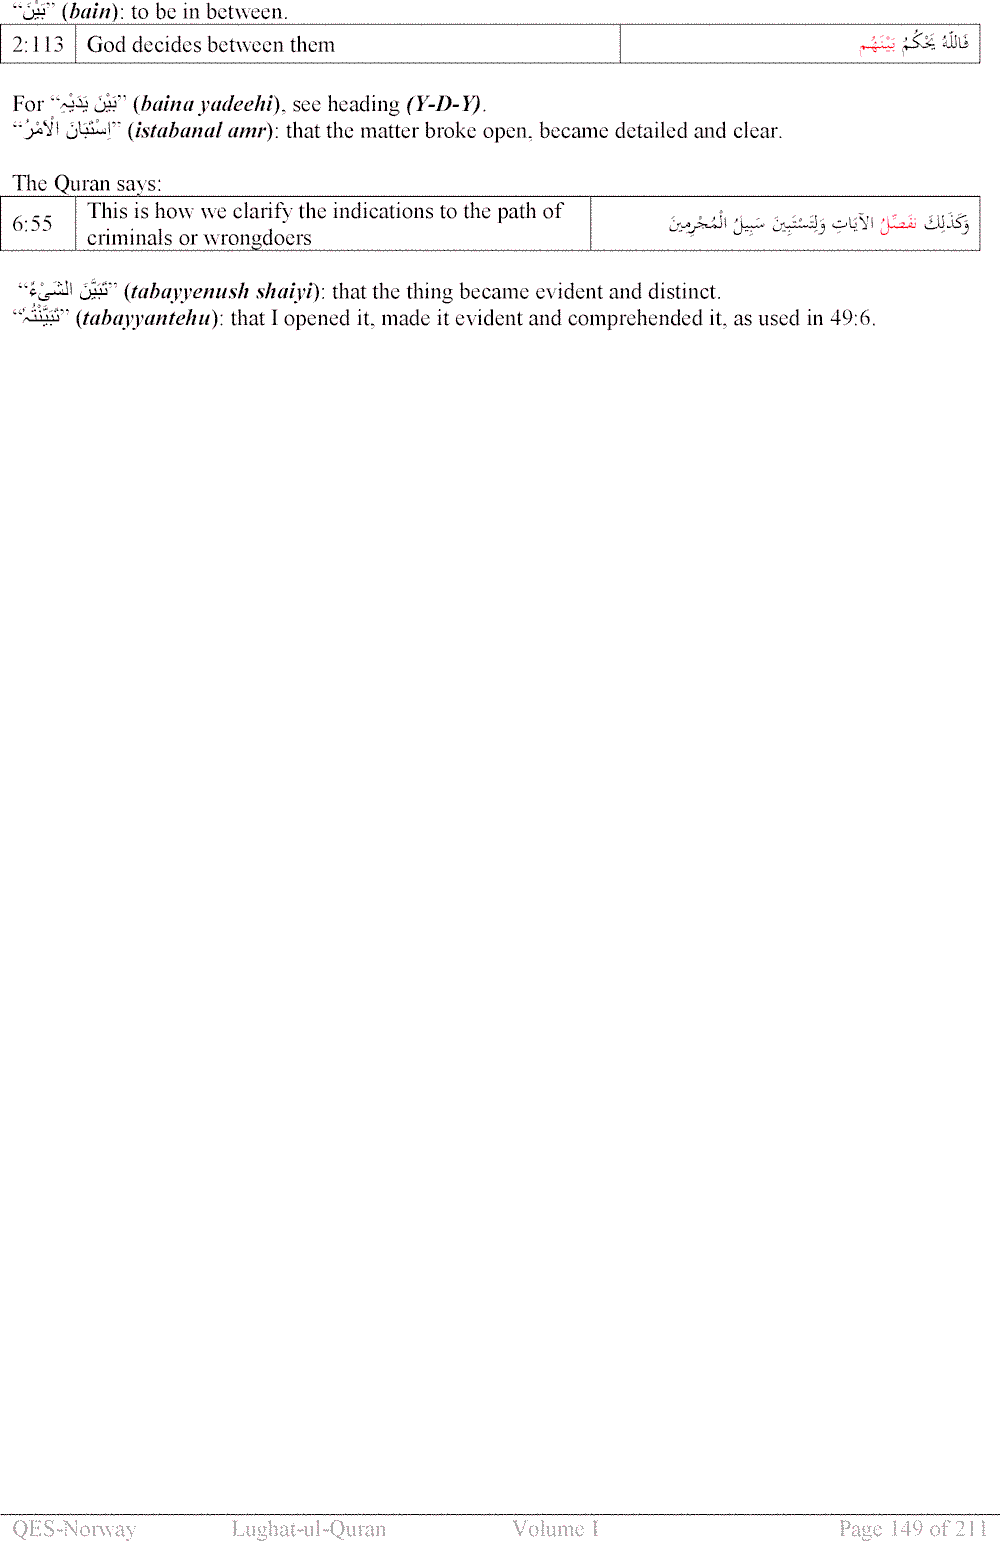 “بَيْنَ” (bain): to be in between.
2:113 God decides between them فَاللّهُ يَحْكُمُ بَيْنَهُم
For “بَيْنَ يَدَيْہِ” (baina yadeehi), see heading (Y-D-Y).
“اِسْتَبَانَ الْاَمْرُ” (istabanal amr): that the matter broke open, became detailed and clear.
The Quran says:
6:55 This is how we clarify the indications to the path of criminals or wrongdoers وَكَذَلِكَ نفَصِّلُ الآيَاتِ وَلِتَسْتَبِينَ سَبِيلُ الْمُجْرِمِينَ
“تَبَيَّنَ الشَیْءُ” (tabayyenush shaiyi): that the thing became evident and distinct.
“تَبَيَّنْتُہٗ” (tabayyantehu): that I opened it, made it evident and comprehended it, as used in 49:6.
QES-Norway Lughat-ul-Quran Volume I Page 149 of 211